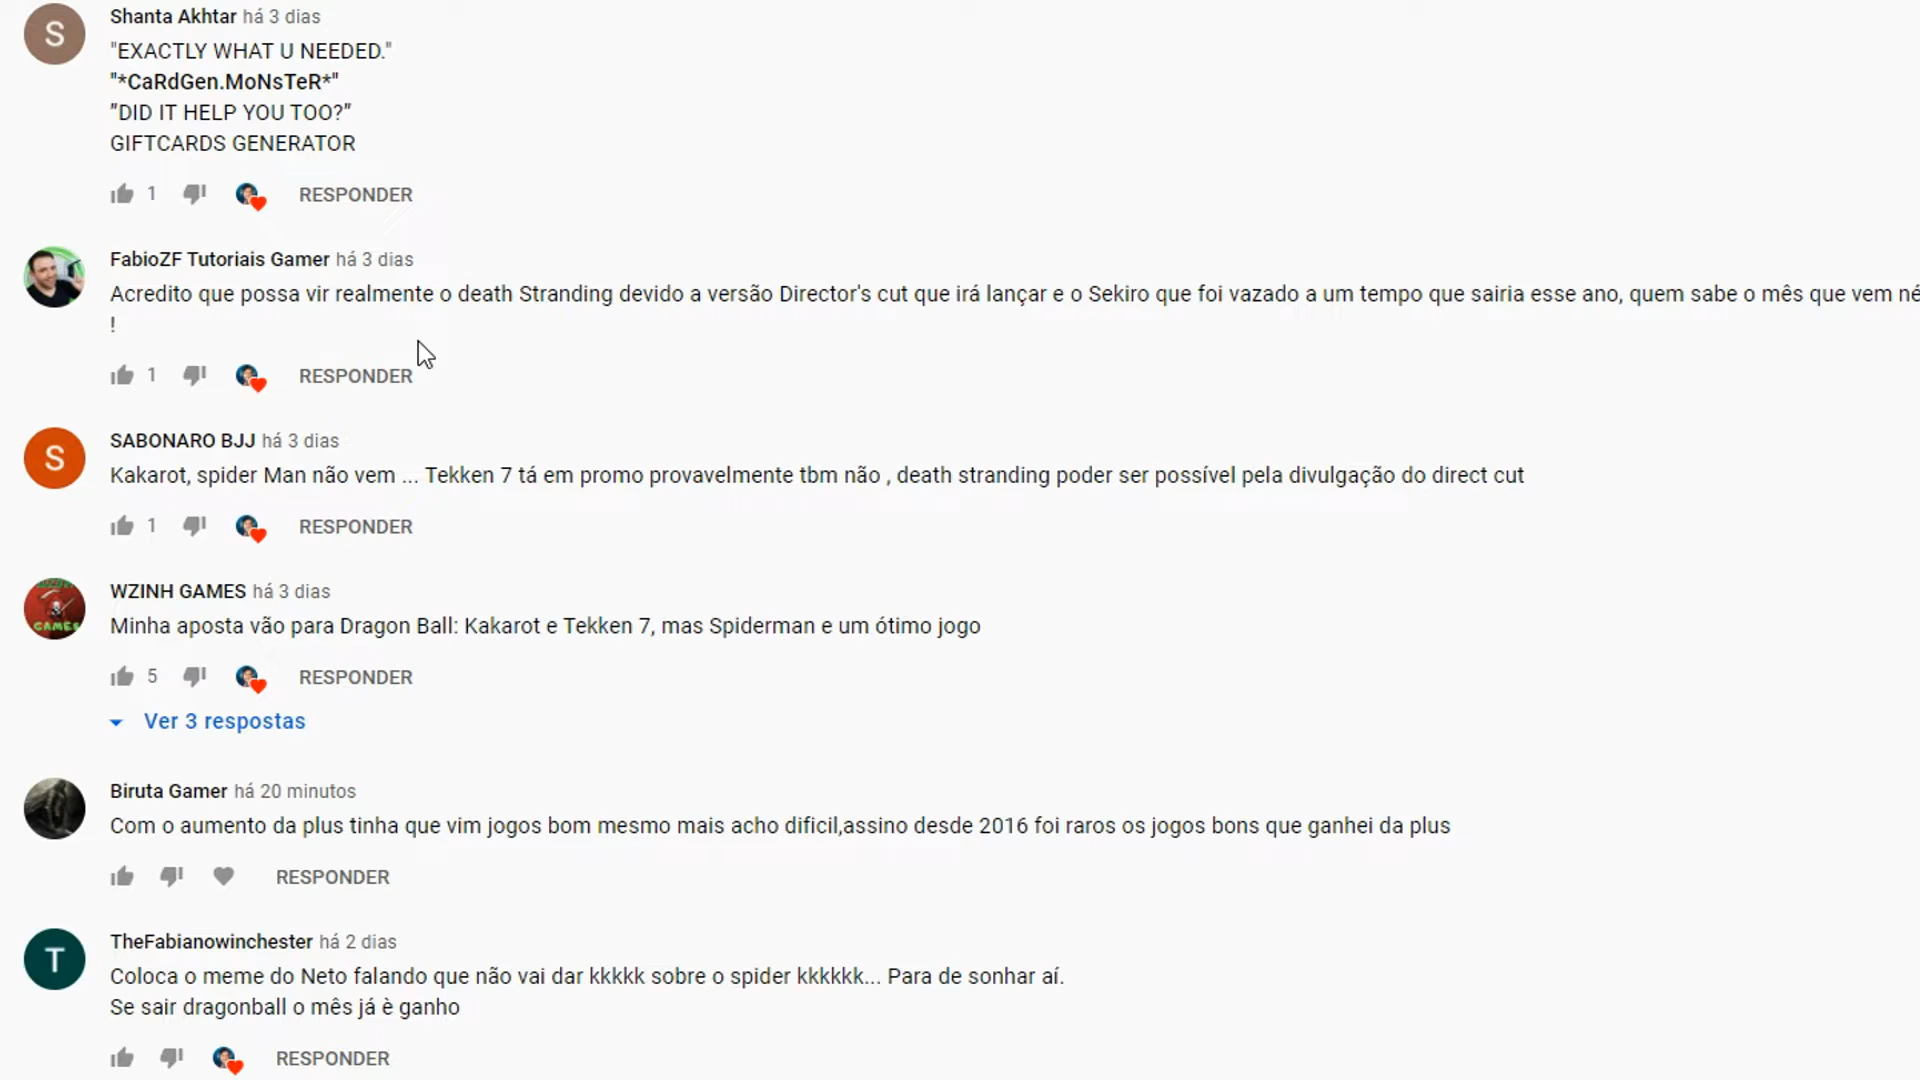 S
Shanta Akhtar há 3 dias
"EXACTLY WHAT U NEEDED."
"*CaRdGen.MoNsTeR*"
"DID IT HELP YOU TOO?"
GIFTCARDS GENERATOR
1 RESPONDER
FabioZF Tutoriais Gamer há 3 dias
Acredito que possa vir realmente o death Stranding devido a versão Director's cut que irá lançar e o Sekiro que foi vazado a um tempo que sairia esse ano, quem sabe o mês que vem né
!
1 RESPONDER
S
SABONARO BJJ há 3 dias
Kakarot, spider Man não vem ... Tekken 7 tá em promo provavelmente tbm não , death stranding poder ser possível pela divulgação do direct cut
1 RESPONDER
GAMES
WZINH GAMES há 3 dias
Minha aposta vão para Dragon Ball: Kakarot e Tekken 7, mas Spiderman e um ótimo jogo
5 RESPONDER
Ver 3 respostas
Biruta Gamer há 20 minutos
Com o aumento da plus tinha que vim jogos bom mesmo mais acho dificil,assino desde 2016 foi raros os jogos bons que ganhei da plus
RESPONDER
T
TheFabianowinchester há 2 dias
Coloca o meme do Neto falando que não vai dar kkkkk sobre o spider kkkkkk... Para de sonhar aí.
Se sair dragonball o mês já è ganho
RESPONDER